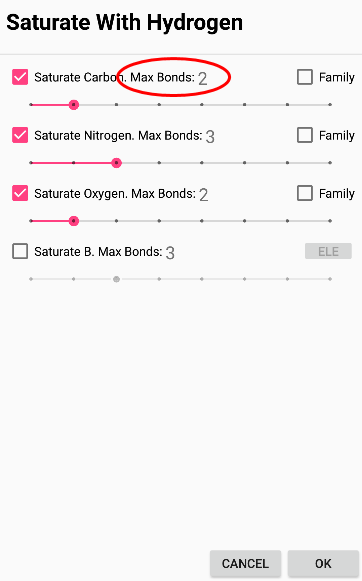 Saturate With Hydrogen
Saturate Carbon. Max Bonds: 2 Family
Saturate Nitrogen. Max Bonds: 3 Family
Saturate Oxygen. Max Bonds: 2 Family
Saturate B. Max Bonds: 3 ELE
CANCEL OK